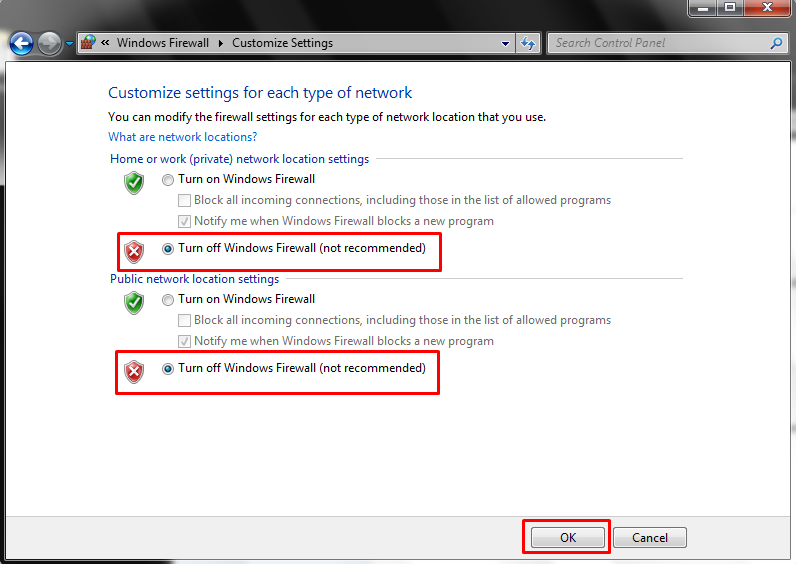 « Windows Firewall Customize Settings Search Control Panel
Customize settings for each type of network
You can modify the firewall settings for each type of network location that you use.
What are network locations?
Home or work (private) network location settings
Turn on Windows Firewall
Block all incoming connections, including those in the list of allowed programs
Notify me when Windows Firewall blocks a new program
Turn off Windows Firewall (not recommended)
Public network location settings
Turn on Windows Firewall
Block all incoming connections, including those in the list of allowed programs
Notify me when Windows Firewall blocks a new program
Turn off Windows Firewall (not recommended)
OK Cancel